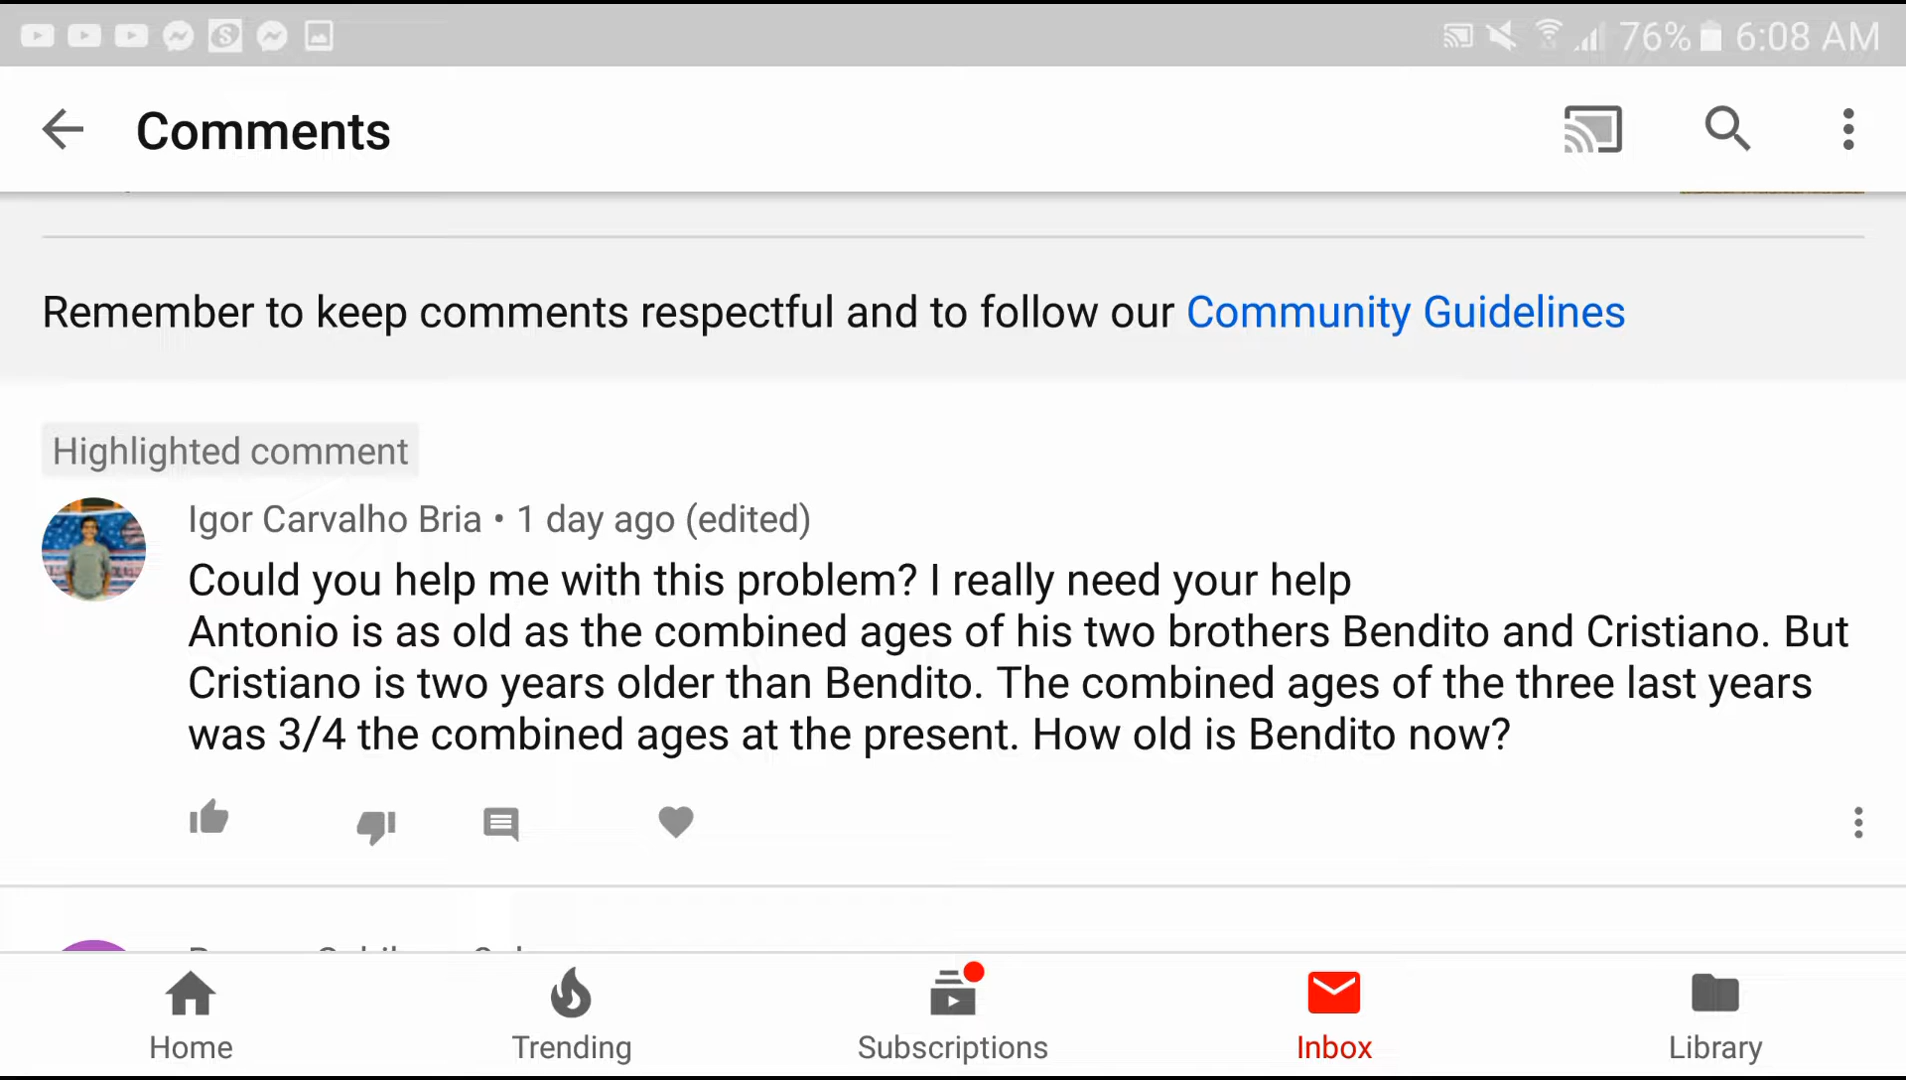 76% 6:08 AM
Comments
Remember to keep comments respectful and to follow our Community Guidelines
Highlighted comment
Igor Carvalho Bria • 1 day ago (edited)
Could you help me with this problem? I really need your help
Antonio is as old as the combined ages of his two brothers Bendito and Cristiano. But
Cristiano is two years older than Bendito. The combined ages of the three last years
was 3/4 the combined ages at the present. How old is Bendito now?
Home Trending Subscriptions Inbox Library